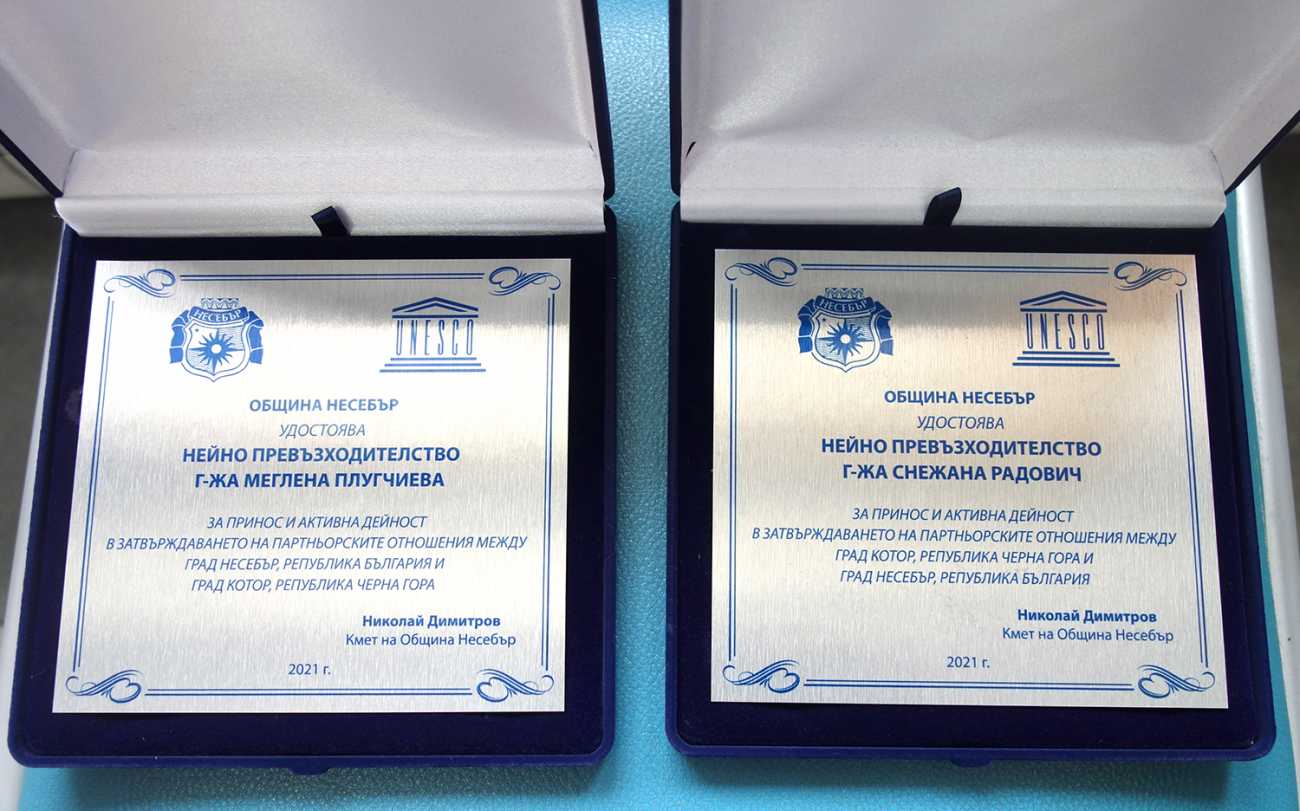 НЕСЕБЪР
UNESCO
ОБЩИНА НЕСЕБЪР
УДОСТОЯВА
НЕЙНО ПРЕВЪЗХОДИТЕЛСТВО
Г-ЖА МЕГЛЕНА ПЛУГЧИЕВА
ЗА ПРИНОС И АКТИВНА ДЕЙНОСТ
В ЗАТВЪРЖДАВАНЕТО НА ПАРТНЬОРСКИТЕ ОТНОШЕНИЯ МЕЖДУ
ГРАД НЕСЕБЪР, РЕПУБЛИКА БЪЛГАРИЯ И
ГРАД КОТОР, РЕПУБЛИКА ЧЕРНА ГОРА
Николай Димитров
Кмет на Община Несебър
2021 г.
НЕСЕБЪР
UNESCO
ОБЩИНА НЕСЕБЪР
УДОСТОЯВА
НЕЙНО ПРЕВЪЗХОДИТЕЛСТВО
Г-ЖА СНЕЖАНА РАДОВИЧ
ЗА ПРИНОС И АКТИВНА ДЕЙНОСТ
В ЗАТВЪРЖДАВАНЕТО НА ПАРТНЬОРСКИТЕ ОТНОШЕНИЯ МЕЖДУ
ГРАД КОТОР, РЕПУБЛИКА ЧЕРНА ГОРА И
ГРАД НЕСЕБЪР, РЕПУБЛИКА БЪЛГАРИЯ
Николай Димитров
Кмет на Община Несебър
2021 г.